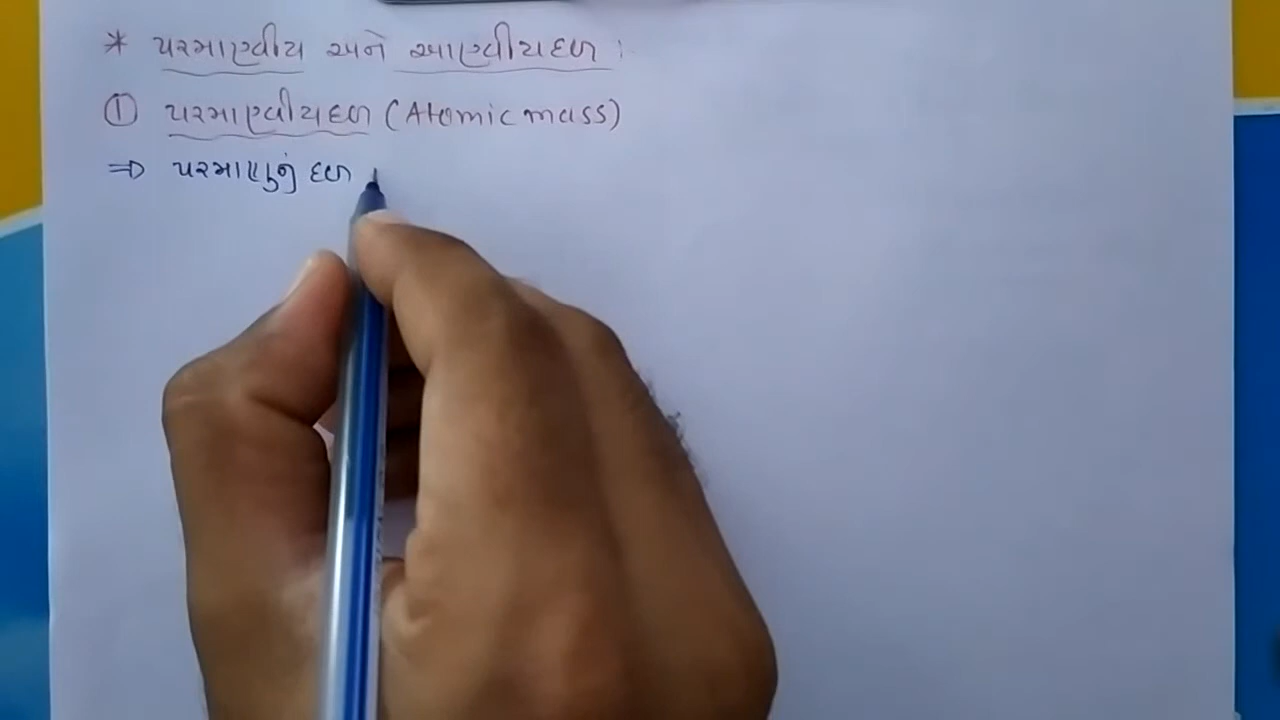 * પરમાણ્વીય અને આણ્વીયદળ :
① પરમાણ્વીયદળ (Atomic mass)
⇒ પરમાણુનું દળ